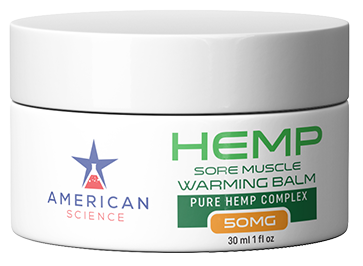 AMERICAN
SCIENCE
HEMP
SORE MUSCLE
WARMING BALM
PURE HEMP COMPLEX
50MG
30 ml 1 fl oz